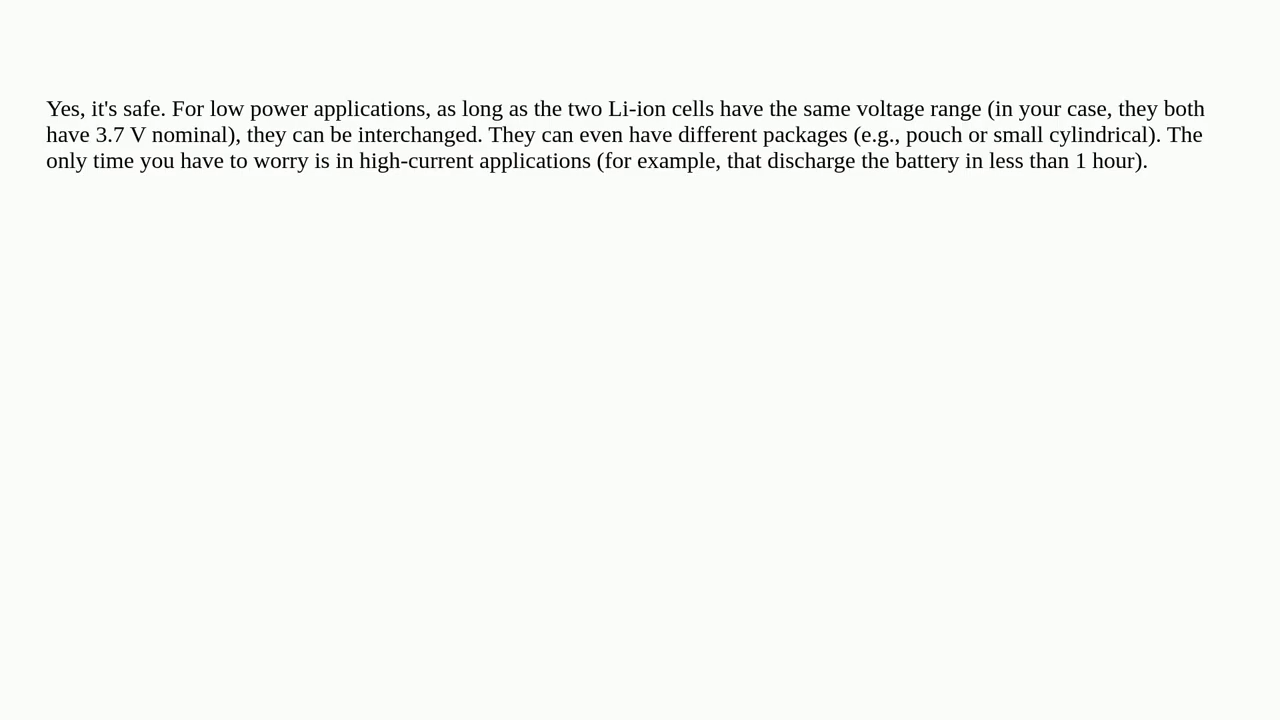 Yes, it's safe. For low power applications, as long as the two Li-ion cells have the same voltage range (in your case, they both
have 3.7 V nominal), they can be interchanged. They can even have different packages (e.g., pouch or small cylindrical). The
only time you have to worry is in high-current applications (for example, that discharge the battery in less than 1 hour).